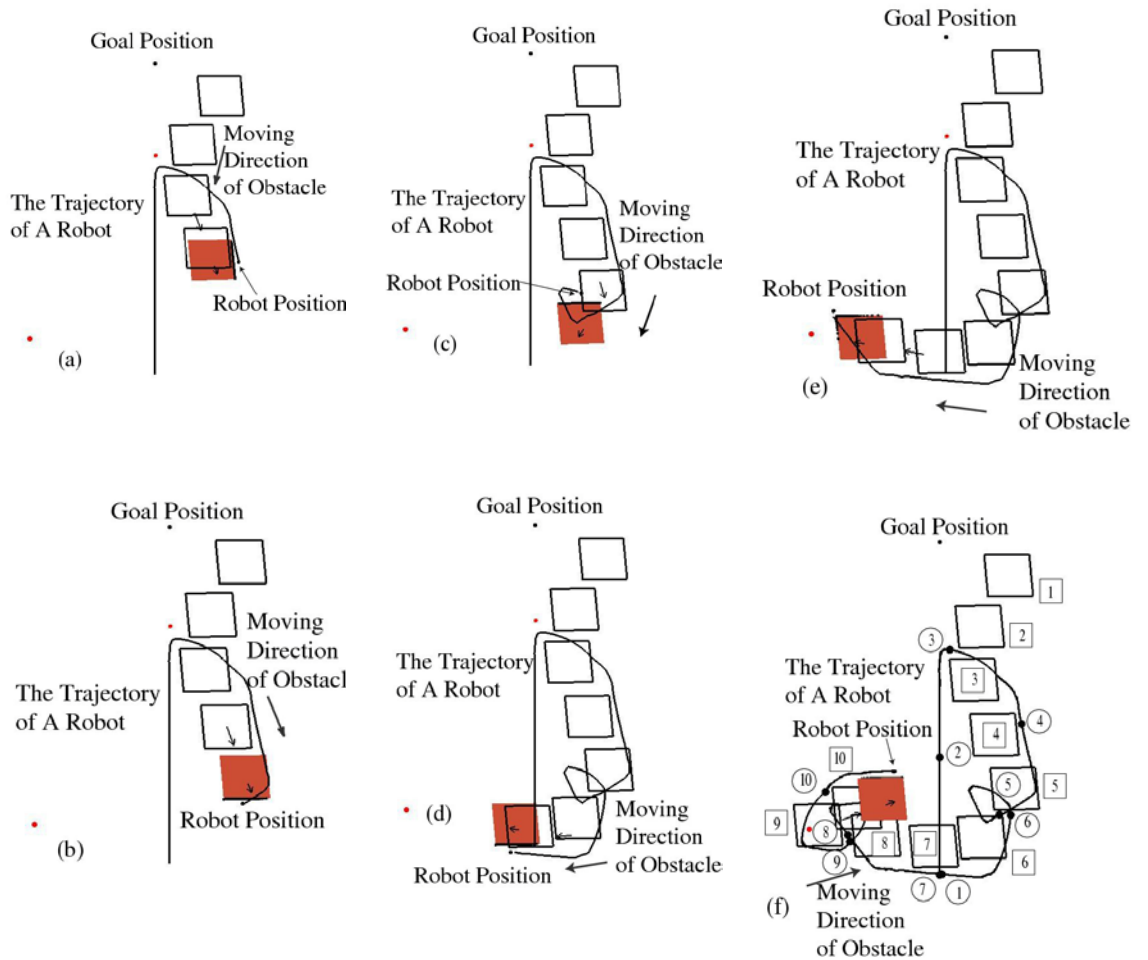 Goal Position
Moving
Direction
of Obstacle
The Trajectory
of A Robot
Robot Position
(a)
Goal Position
The Trajectory
of A Robot
Moving
Direction
of Obstacle
Robot Position
(c)
Goal Position
The Trajectory
of A Robot
Robot Position
(e)
Moving
Direction
of Obstacle
Goal Position
Moving
Direction
of Obstacl
The Trajectory
of A Robot
Robot Position
(b)
Goal Position
The Trajectory
of A Robot
(d)
Moving
Direction
of Obstacle
Robot Position
Goal Position
1
2
3
The Trajectory
of A Robot
3
4
4
Robot Position
2
10
10
5
5
9
8
6
8
7
9
6
7
1
(f)
Moving
Direction
of Obstacle